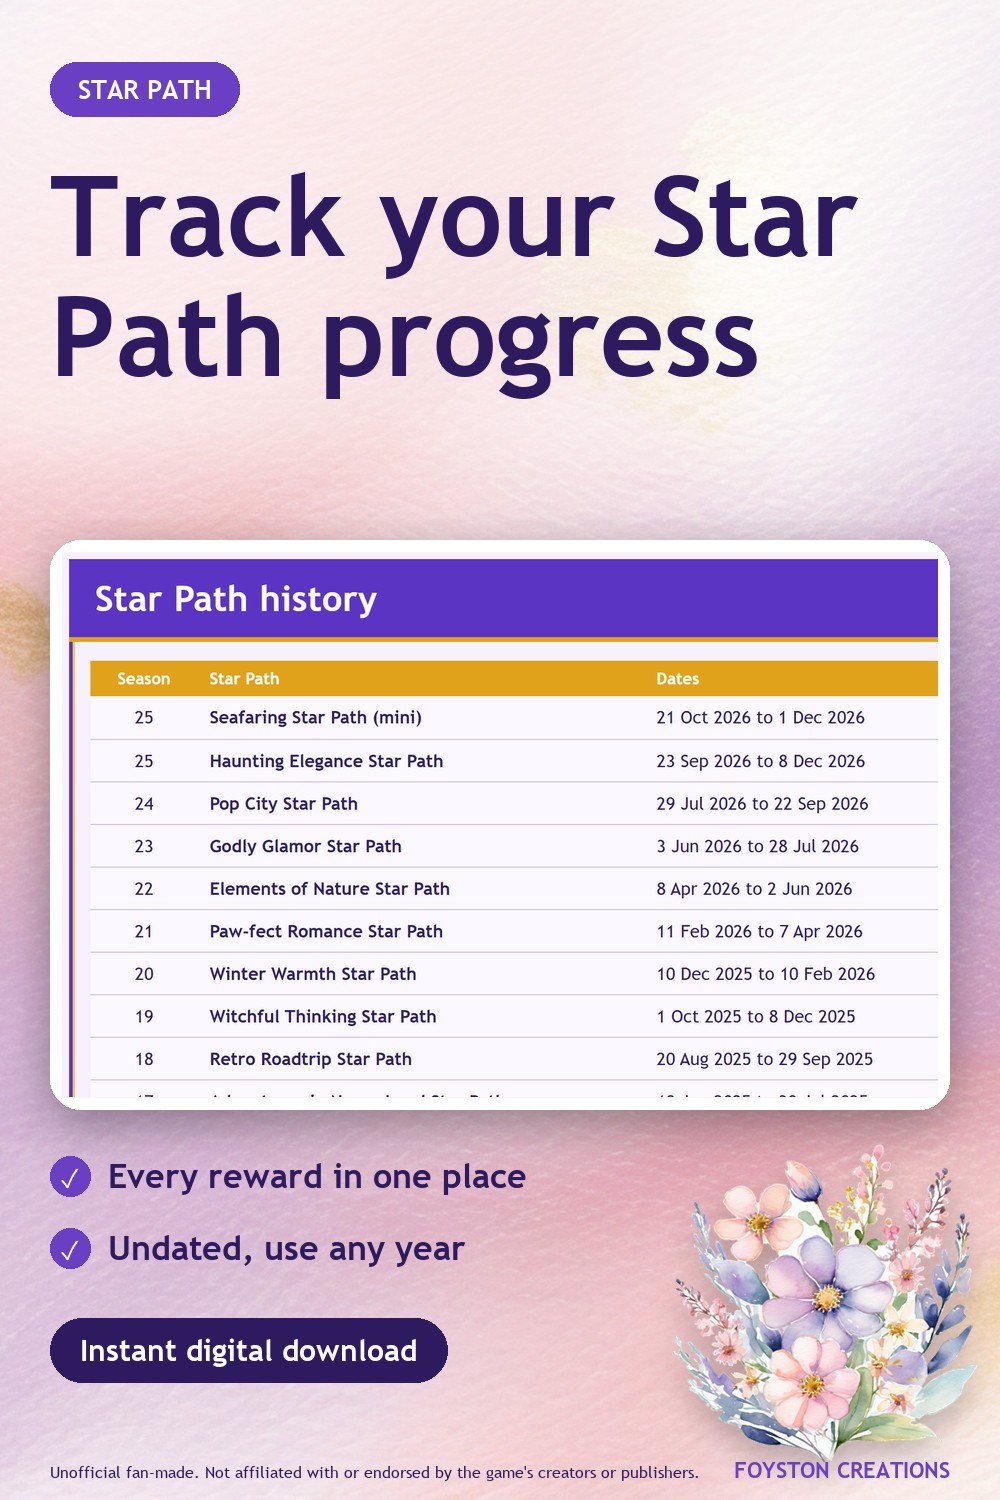 STAR PATH
Track your Star
Path progress
Star Path history
Season Star Path Dates
25 Seafaring Star Path (mini) 21 Oct 2026 to 1 Dec 2026
25 Haunting Elegance Star Path 23 Sep 2026 to 8 Dec 2026
24 Pop City Star Path 29 Jul 2026 to 22 Sep 2026
23 Godly Glamor Star Path 3 Jun 2026 to 28 Jul 2026
22 Elements of Nature Star Path 8 Apr 2026 to 2 Jun 2026
21 Paw-fect Romance Star Path 11 Feb 2026 to 7 Apr 2026
20 Winter Warmth Star Path 10 Dec 2025 to 10 Feb 2026
19 Witchful Thinking Star Path 1 Oct 2025 to 8 Dec 2025
18 Retro Roadtrip Star Path 20 Aug 2025 to 29 Sep 2025
✓ Every reward in one place
✓ Undated, use any year
Instant digital download
Unofficial fan-made. Not affiliated with or endorsed by the game's creators or publishers.
FOYSTON CREATIONS